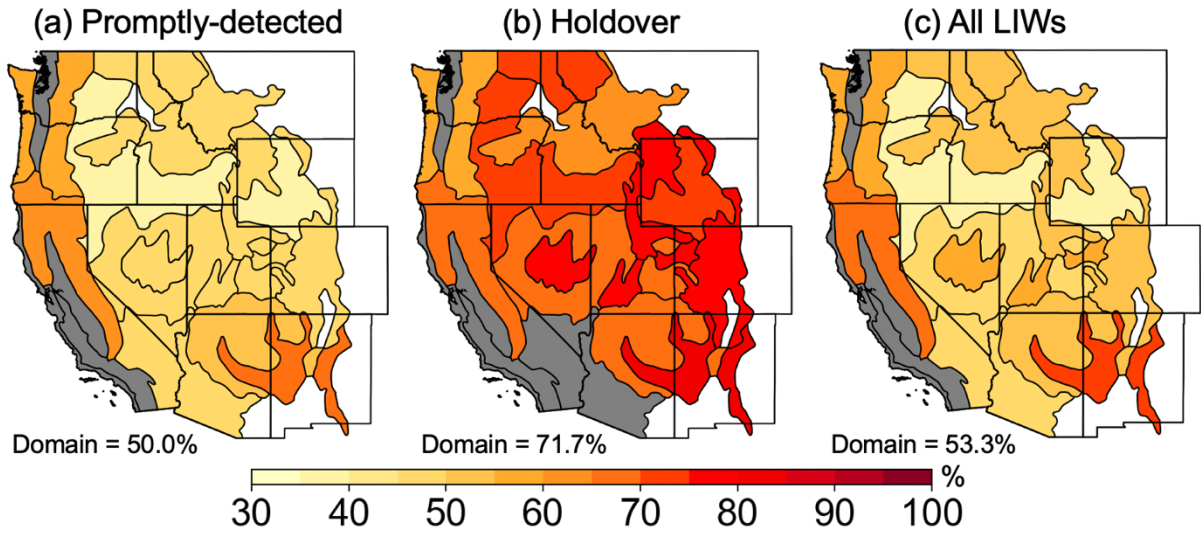 (a) Promptly-detected (b) Holdover (c) All LIWs
Domain = 50.0% Domain = 71.7% Domain = 53.3%
%
30 40 50 60 70 80 90 100